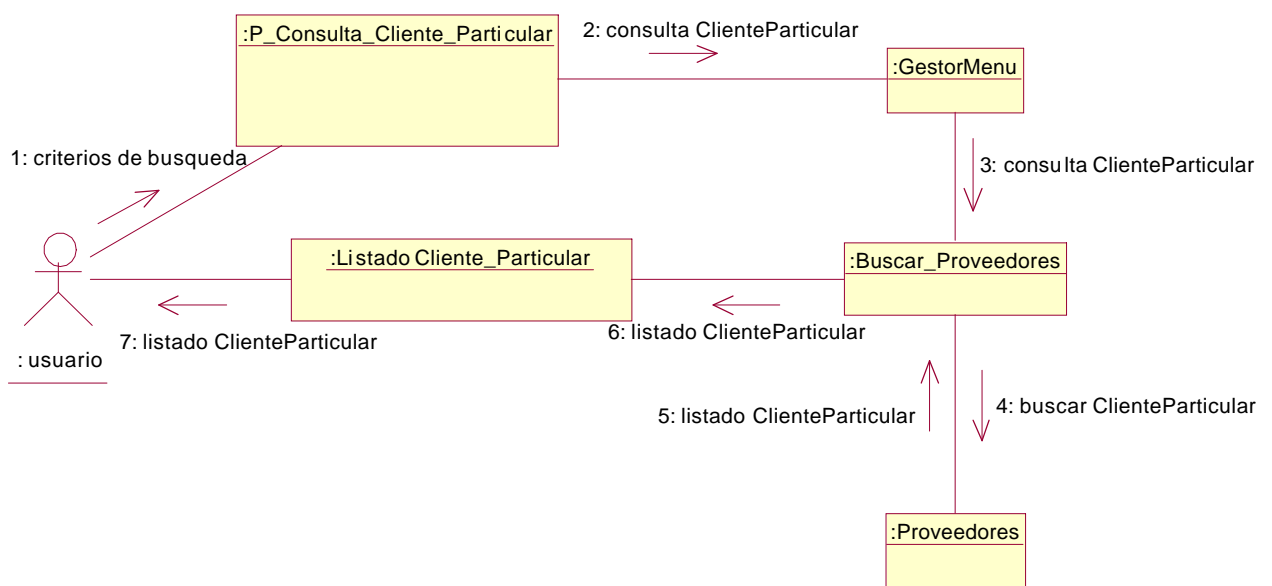 :P_Consulta_Cliente_Particular
2: consulta ClienteParticular
:GestorMenu
1: criterios de busqueda
3: consulta ClienteParticular
:Listado Cliente_Particular
:Buscar_Proveedores
7: listado ClienteParticular
6: listado ClienteParticular
: usuario
5: listado ClienteParticular
4: buscar ClienteParticular
:Proveedores